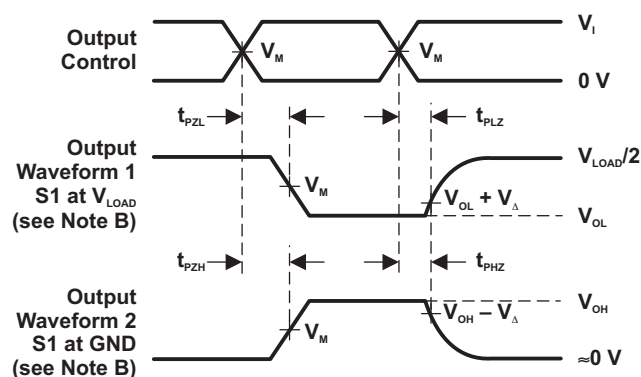 Output
Control
V_M
V_M
V_I
0 V
t_PZL
t_PLZ
Output
Waveform 1
S1 at V_LOAD
(see Note B)
V_M
V_OL + V_Δ
V_LOAD/2
V_OL
t_PZH
t_PHZ
Output
Waveform 2
S1 at GND
(see Note B)
V_M
V_OH − V_Δ
V_OH
≈0 V